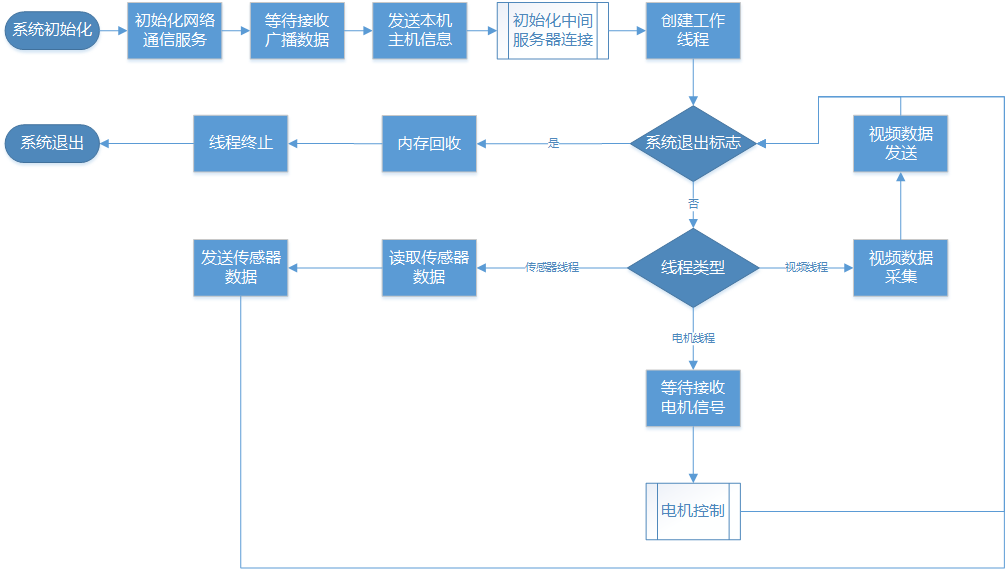 系统初始化
初始化网络
通信服务
等待接收
广播数据
发送本机
主机信息
初始化中间
服务器连接
创建工作
线程
系统退出
线程终止
内存回收
是
系统退出标志
视频数据
发送
否
发送传感器
数据
读取传感器
数据
传感器线程
线程类型
视频线程
视频数据
采集
电机线程
等待接收
电机信号
电机控制